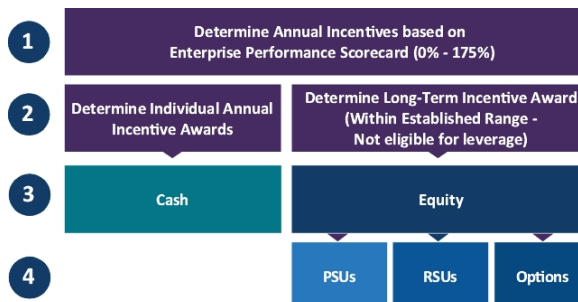 1
Determine Annual Incentives based on
Enterprise Performance Scorecard (0% - 175%)
2
Determine Individual Annual
Incentive Awards
Determine Long-Term Incentive Award
(Within Established Range -
Not eligible for leverage)
3
Cash
Equity
4
PSUs
RSUs
Options